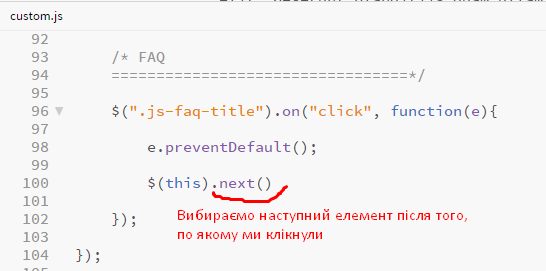 custom.js
92
93 /* FAQ
94 =================================*/
95
96 $(".js-faq-title").on("click", function(e){
97
98 e.preventDefault();
99
100 $(this).next()
101
102 });
103
104 });
Вибираємо наступний елемент після того,
по якому ми клікнули